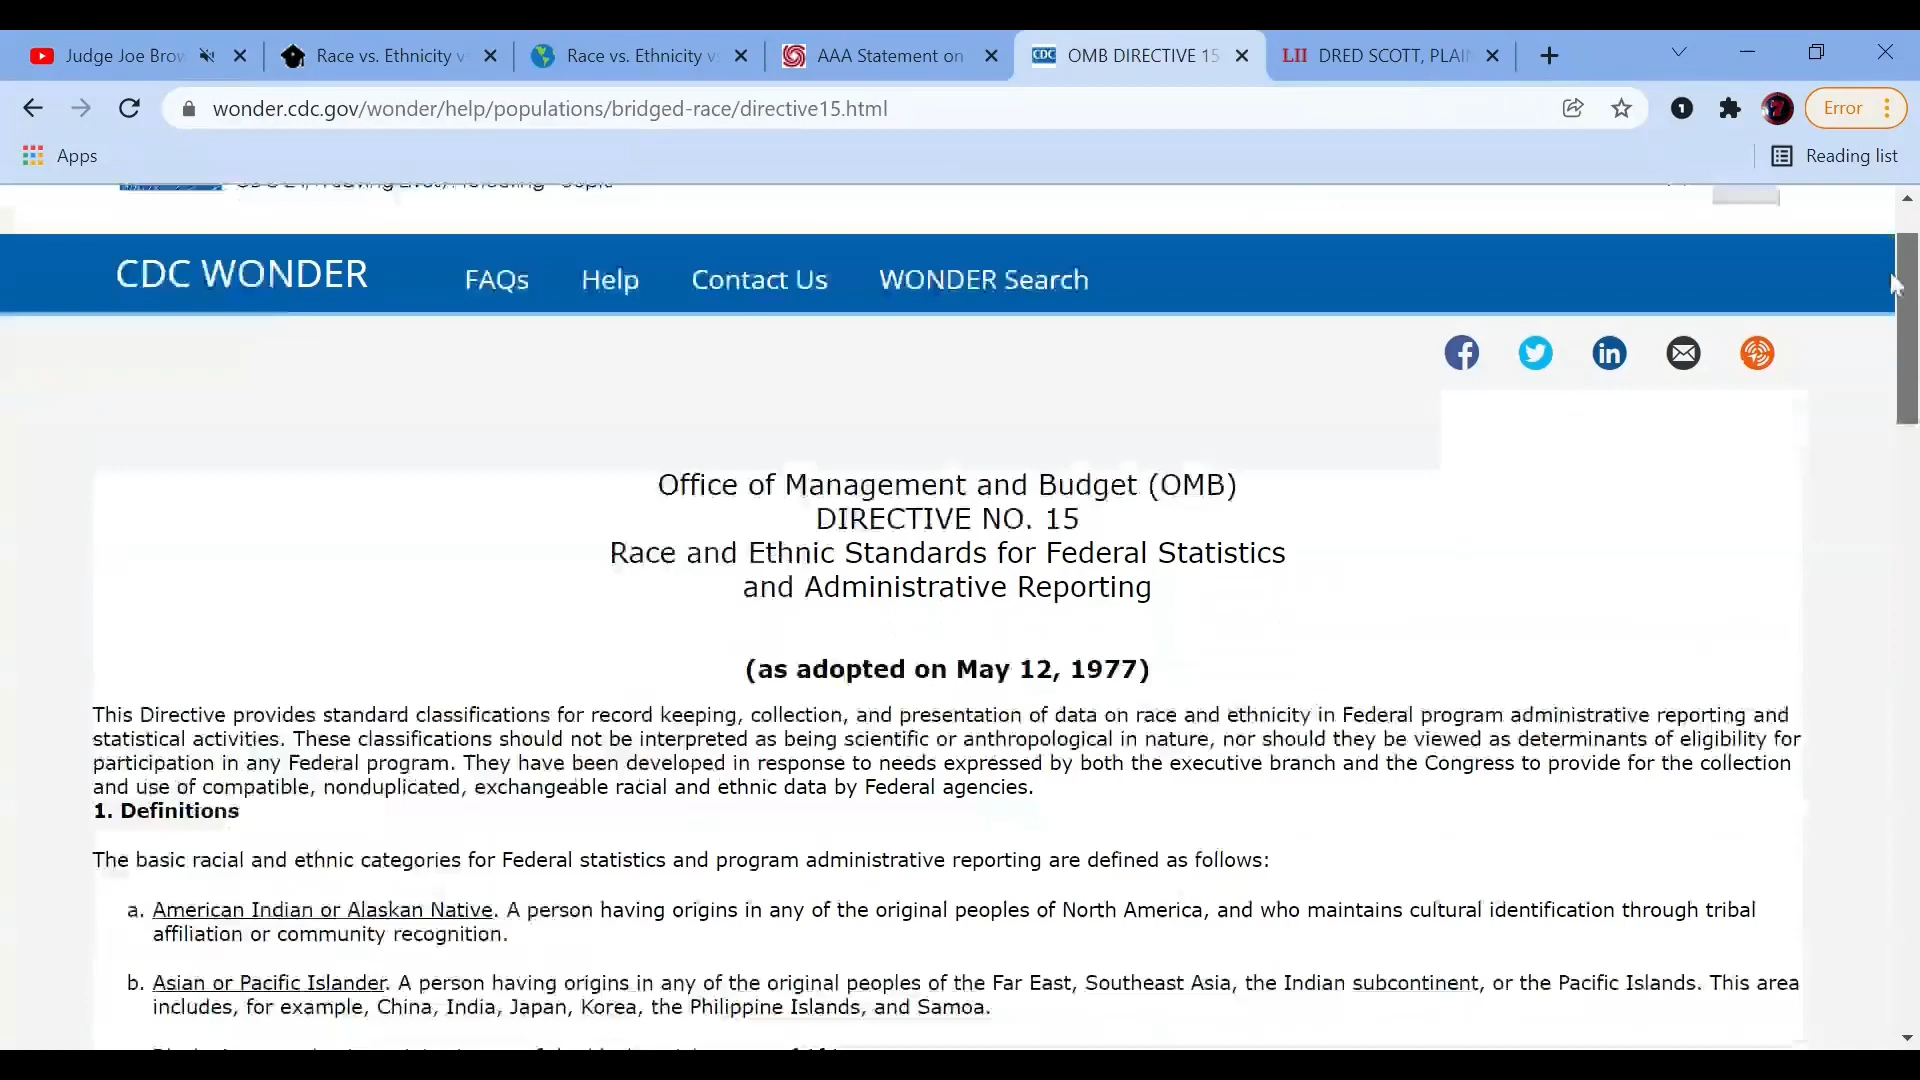 Judge Joe Brow
Race vs. Ethnicity v
Race vs. Ethnicity v
AAA Statement on
CDC OMB DIRECTIVE 15
LII DRED SCOTT, PLAI
wonder.cdc.gov/wonder/help/populations/bridged-race/directive15.html
Error
Apps
Reading list
CDC WONDER FAQs Help Contact Us WONDER Search
Office of Management and Budget (OMB)
DIRECTIVE NO. 15
Race and Ethnic Standards for Federal Statistics
and Administrative Reporting
(as adopted on May 12, 1977)
This Directive provides standard classifications for record keeping, collection, and presentation of data on race and ethnicity in Federal program administrative reporting and
statistical activities. These classifications should not be interpreted as being scientific or anthropological in nature, nor should they be viewed as determinants of eligibility for
participation in any Federal program. They have been developed in response to needs expressed by both the executive branch and the Congress to provide for the collection
and use of compatible, nonduplicated, exchangeable racial and ethnic data by Federal agencies.
1. Definitions
The basic racial and ethnic categories for Federal statistics and program administrative reporting are defined as follows:
a. American Indian or Alaskan Native. A person having origins in any of the original peoples of North America, and who maintains cultural identification through tribal
affiliation or community recognition.
b. Asian or Pacific Islander. A person having origins in any of the original peoples of the Far East, Southeast Asia, the Indian subcontinent, or the Pacific Islands. This area
includes, for example, China, India, Japan, Korea, the Philippine Islands, and Samoa.